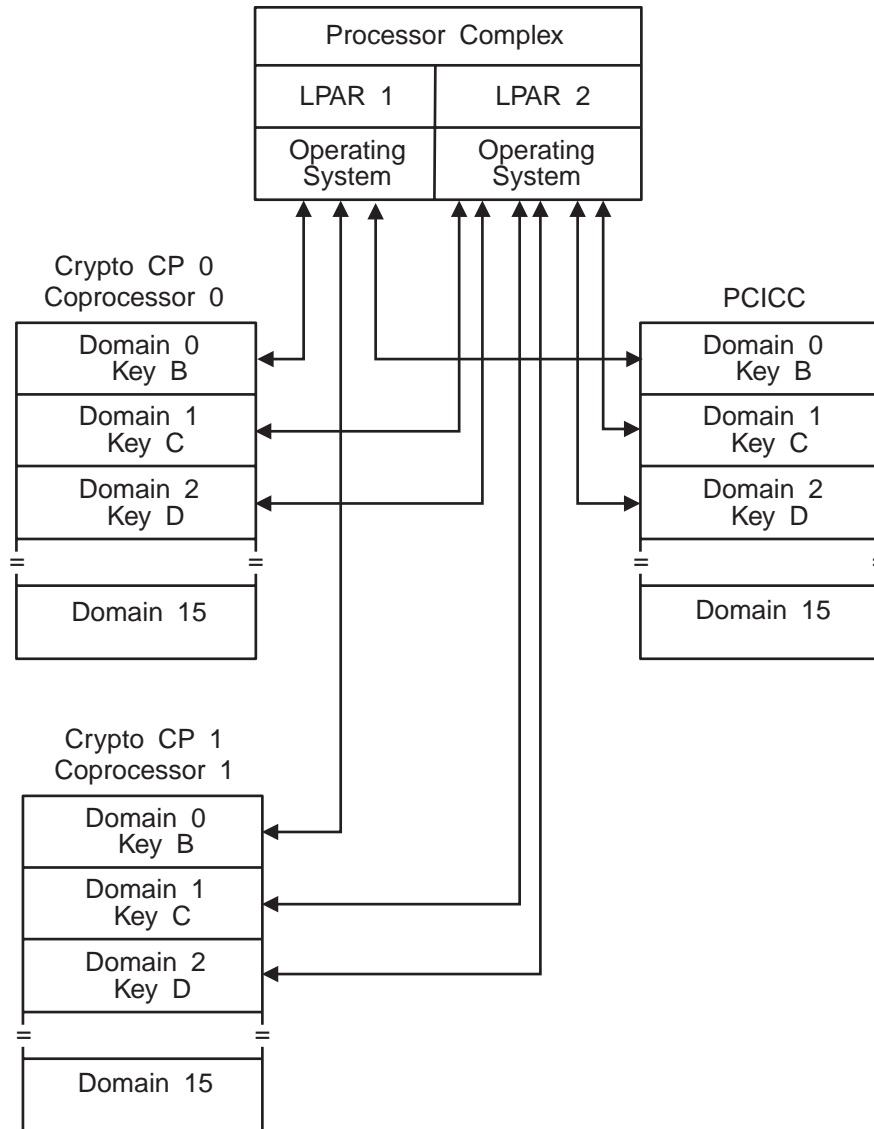 Processor Complex
LPAR 1
LPAR 2
Operating
System
Operating
System
Crypto CP 0
Coprocessor 0
Domain 0
Key B
Domain 1
Key C
Domain 2
Key D
=
=
Domain 15
PCICC
Domain 0
Key B
Domain 1
Key C
Domain 2
Key D
=
=
Domain 15
Crypto CP 1
Coprocessor 1
Domain 0
Key B
Domain 1
Key C
Domain 2
Key D
=
=
Domain 15